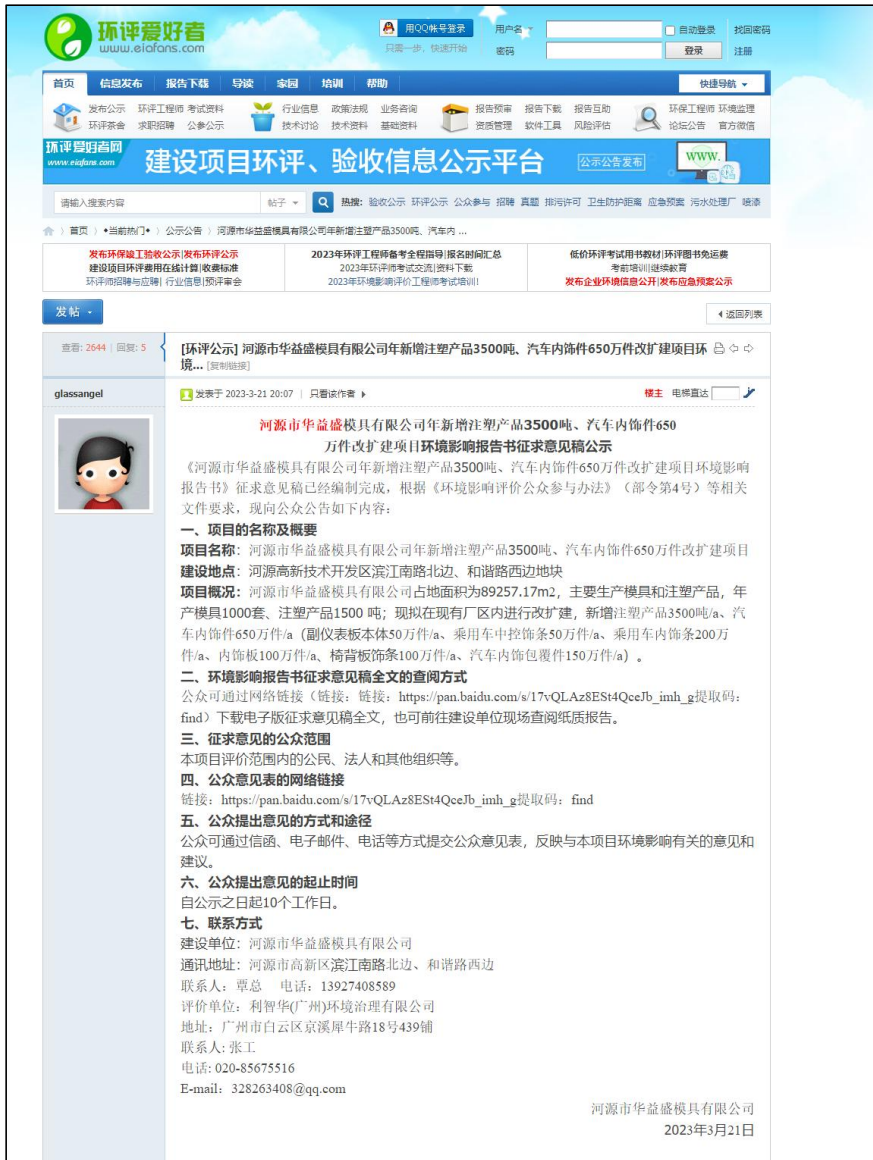 环评爱好者
www.eiafans.com
用QQ帐号登录
用户名
自动登录
找回密码
只需一步，快速开始
密码
登录
注册
首页 信息发布 报告下载 导读 家园 培训 帮助 快捷导航
发布公示 环评工程师 考试资料 行业信息 政策法规 业务咨询 报告预审 报告下载 报告互助 环保工程师 环境监理
环评茶会 求职招聘 公参公示 技术讨论 技术资料 基础资料 资质管理 软件工具 风险评估 论坛公告 官方微信
环评爱好者网
www.eiafans.com
建设项目环评、验收信息公示平台
公示公告发布
www.
请输入搜索内容 帖子 热搜: 验收公示 环评公示 公众参与 招聘 真题 排污许可 卫生防护距离 应急预案 污水处理厂 喷漆
首页 〉 ◆当前热门◆ 〉 公示公告 〉 河源市华益盛模具有限公司年新增注塑产品3500吨、汽车内 ...
发布环保竣工验收公示|发布环评公示 2023年环评工程师备考全程指导|报名时间汇总 低价环评考试用书教材|环评图书免运费
建设项目环评费用在线计算|收费标准 2023年环评师考试交流|资料下载 考前培训|继续教育
环评师招聘与应聘| 行业信息|预评审会 2023年环境影响评价工程师考试培训! 发布企业环境信息公开|发布应急预案公示
发帖
返回列表
查看: 2644 | 回复: 5
[环评公示] 河源市华益盛模具有限公司年新增注塑产品3500吨、汽车内饰件650万件改扩建项目环
境... [复制链接]
glassangel
发表于 2023-3-21 20:07 | 只看该作者
楼主 电梯直达
河源市华益盛模具有限公司年新增注塑产品3500吨、汽车内饰件650
万件改扩建项目环境影响报告书征求意见稿公示
《河源市华益盛模具有限公司年新增注塑产品3500吨、汽车内饰件650万件改扩建项目环境影响
报告书》征求意见稿已经编制完成，根据《环境影响评价公众参与办法》（部令第4号）等相关
文件要求，现向公众公告如下内容：
一、项目的名称及概要
项目名称：河源市华益盛模具有限公司年新增注塑产品3500吨、汽车内饰件650万件改扩建项目
建设地点：河源高新技术开发区滨江南路北边、和谐路西边地块
项目概况：河源市华益盛模具有限公司占地面积为89257.17m2，主要生产模具和注塑产品，年
产模具1000套、注塑产品1500 吨；现拟在现有厂区内进行改扩建，新增注塑产品3500吨/a、汽
车内饰件650万件/a（副仪表板本体50万件/a、乘用车中控饰条50万件/a、乘用车内饰条200万
件/a、内饰板100万件/a、椅背板饰条100万件/a、汽车内饰包覆件150万件/a）。
二、环境影响报告书征求意见稿全文的查阅方式
公众可通过网络链接（链接：链接：https://pan.baidu.com/s/17vQLAz8ESt4QceJb_imh_g提取码：
find）下载电子版征求意见稿全文，也可前往建设单位现场查阅纸质报告。
三、征求意见的公众范围
本项目评价范围内的公民、法人和其他组织等。
四、公众意见表的网络链接
链接：https://pan.baidu.com/s/17vQLAz8ESt4QceJb_imh_g提取码：find
五、公众提出意见的方式和途径
公众可通过信函、电子邮件、电话等方式提交公众意见表，反映与本项目环境影响有关的意见和
建议。
六、公众提出意见的起止时间
自公示之日起10个工作日。
七、联系方式
建设单位：河源市华益盛模具有限公司
通讯地址：河源市高新区滨江南路北边、和谐路西边
联系人：覃总 电话：13927408589
评价单位：利智华(广州)环境治理有限公司
地址：广州市白云区京溪犀牛路18号439铺
联系人: 张工
电话: 020-85675516
E-mail：328263408@qq.com
河源市华益盛模具有限公司
2023年3月21日